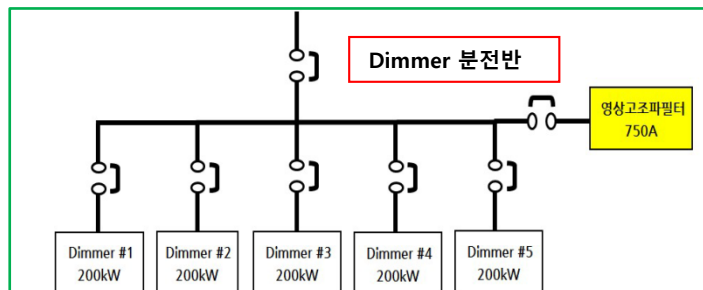 Dimmer 분전반
영상고조파필터
750A
Dimmer #1
200kW
Dimmer #2
200kW
Dimmer #3
200kW
Dimmer #4
200kW
Dimmer #5
200kW